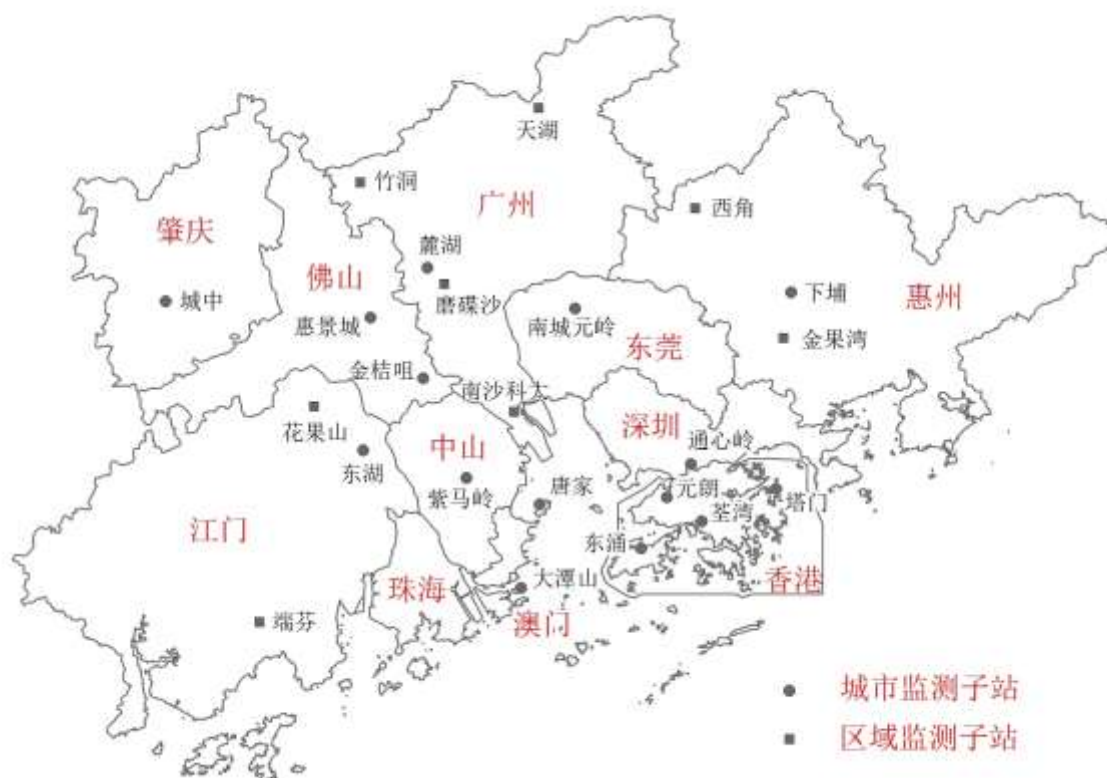 天湖
竹洞
广州
西角
肇庆
麓湖
佛山
磨碟沙
下埔
惠州
城中
惠景城
南城元岭
东莞
金果湾
金桔咀
南沙科大
花果山
中山
深圳
通心岭
东湖
紫马岭
唐家
元朗
塔门
荃湾
江门
东涌
珠海
大潭山
香港
澳门
端芬
城市监测子站
区域监测子站